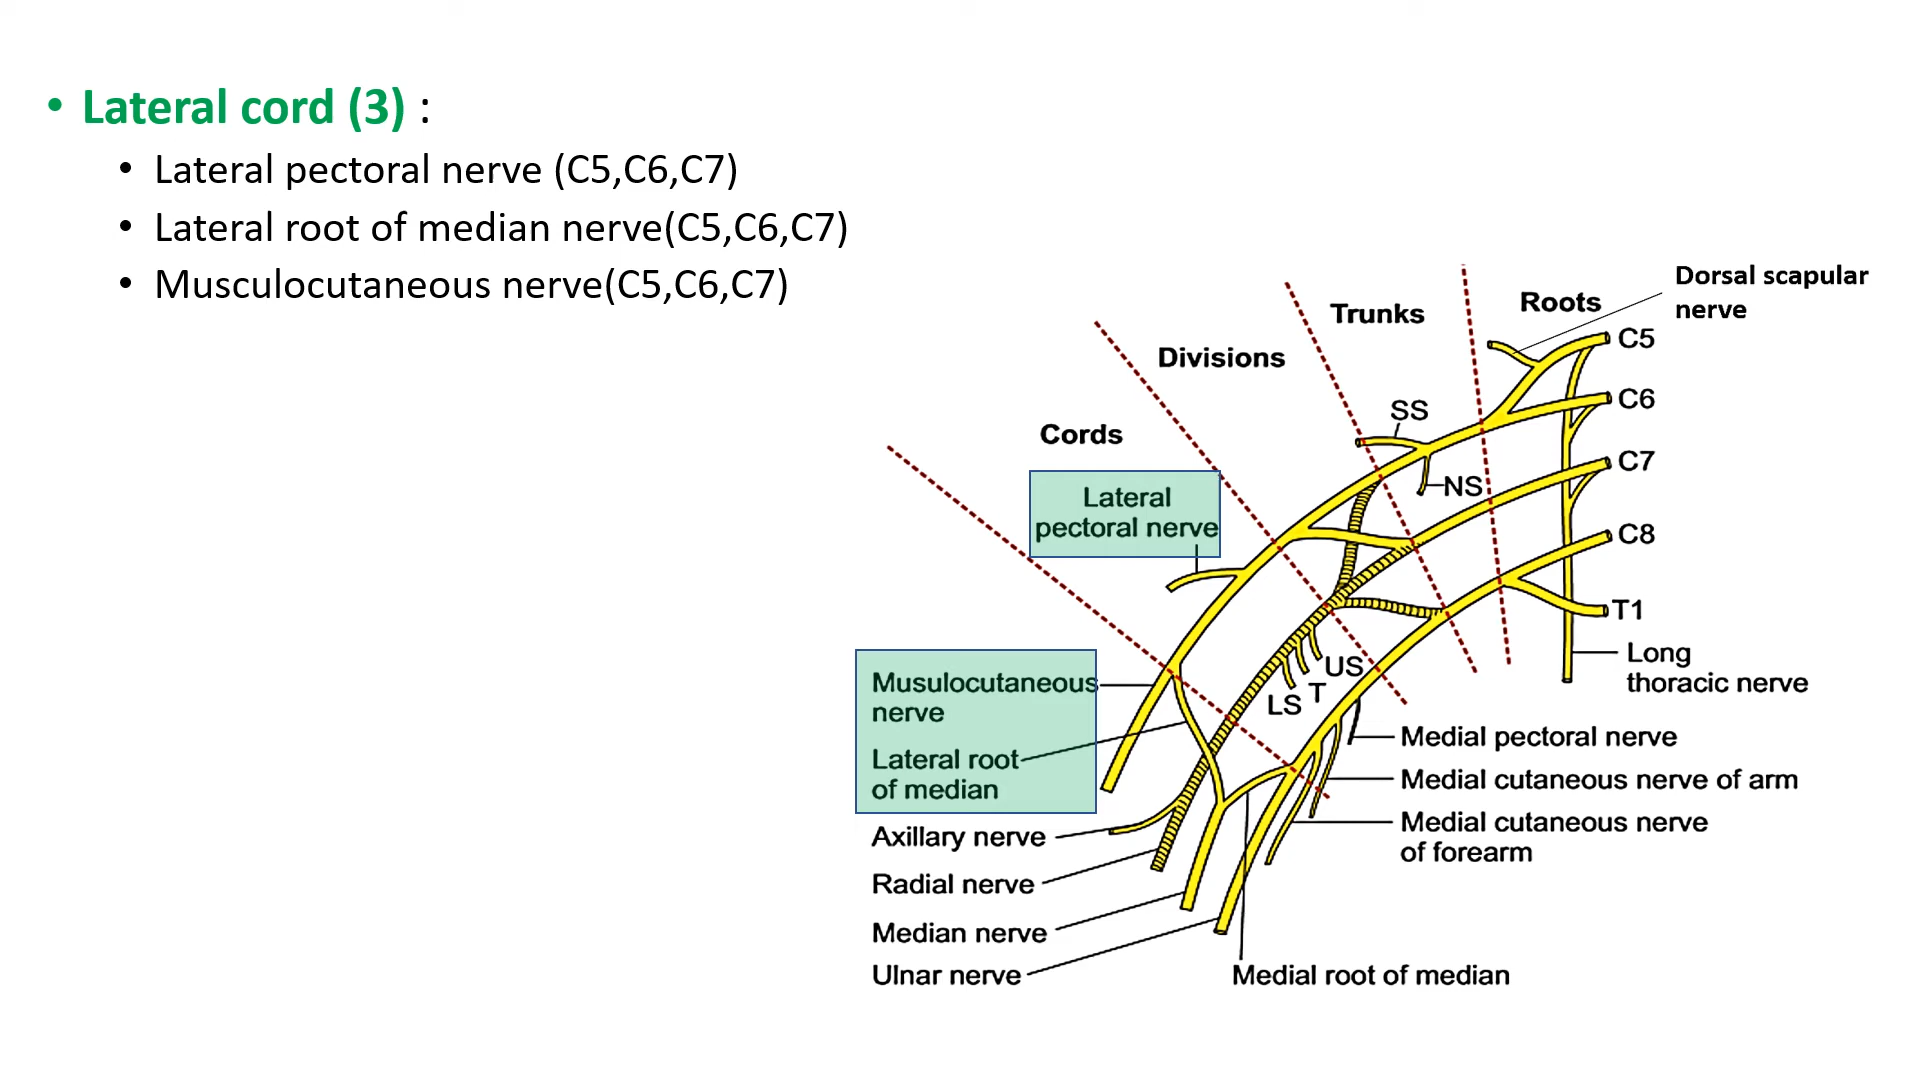 • Lateral cord (3) :
• Lateral pectoral nerve (C5,C6,C7)
• Lateral root of median nerve(C5,C6,C7)
• Musculocutaneous nerve(C5,C6,C7)
Dorsal scapular
nerve
Roots
Trunks
Divisions
Cords
C5
C6
C7
C8
T1
SS
NS
Lateral
pectoral nerve
US
T
LS
Long
thoracic nerve
Musulocutaneous
nerve
Lateral root
of median
Axillary nerve
Radial nerve
Median nerve
Ulnar nerve
Medial pectoral nerve
Medial cutaneous nerve of arm
Medial cutaneous nerve
of forearm
Medial root of median